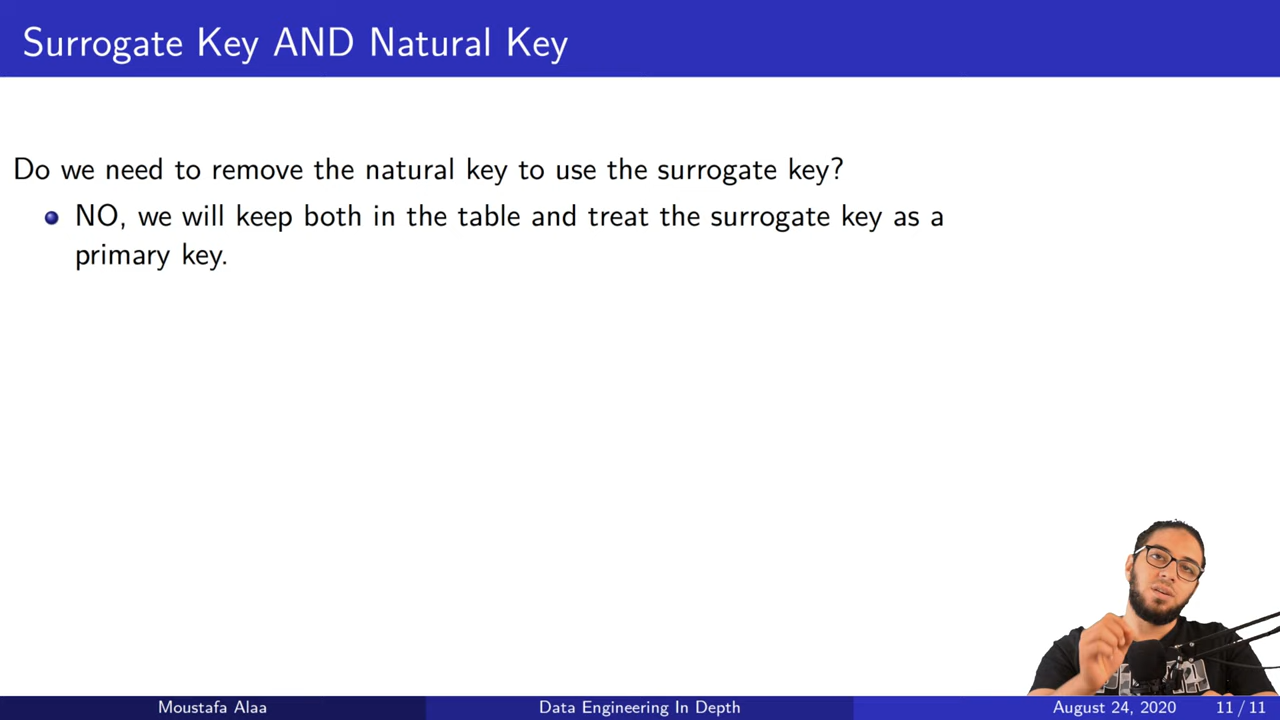 Surrogate Key AND Natural Key
Do we need to remove the natural key to use the surrogate key?
NO, we will keep both in the table and treat the surrogate key as a
primary key.
Moustafa Alaa
Data Engineering In Depth
August 24, 2020
11 / 11